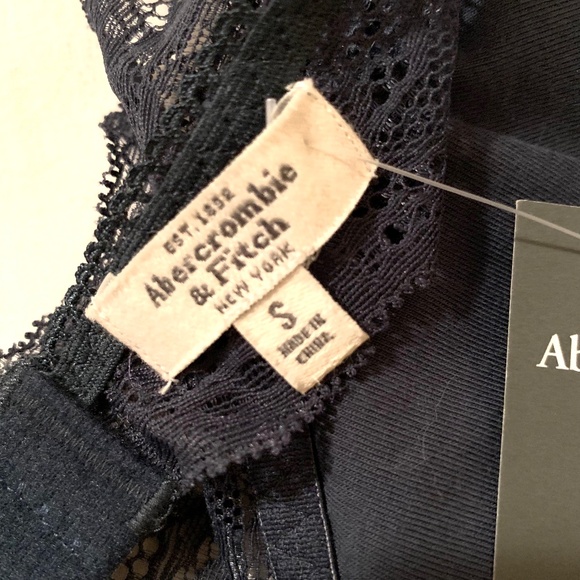 EST. 1892
Abercrombie
& Fitch
NEW YORK
S
MADE IN
CHINA
Ab